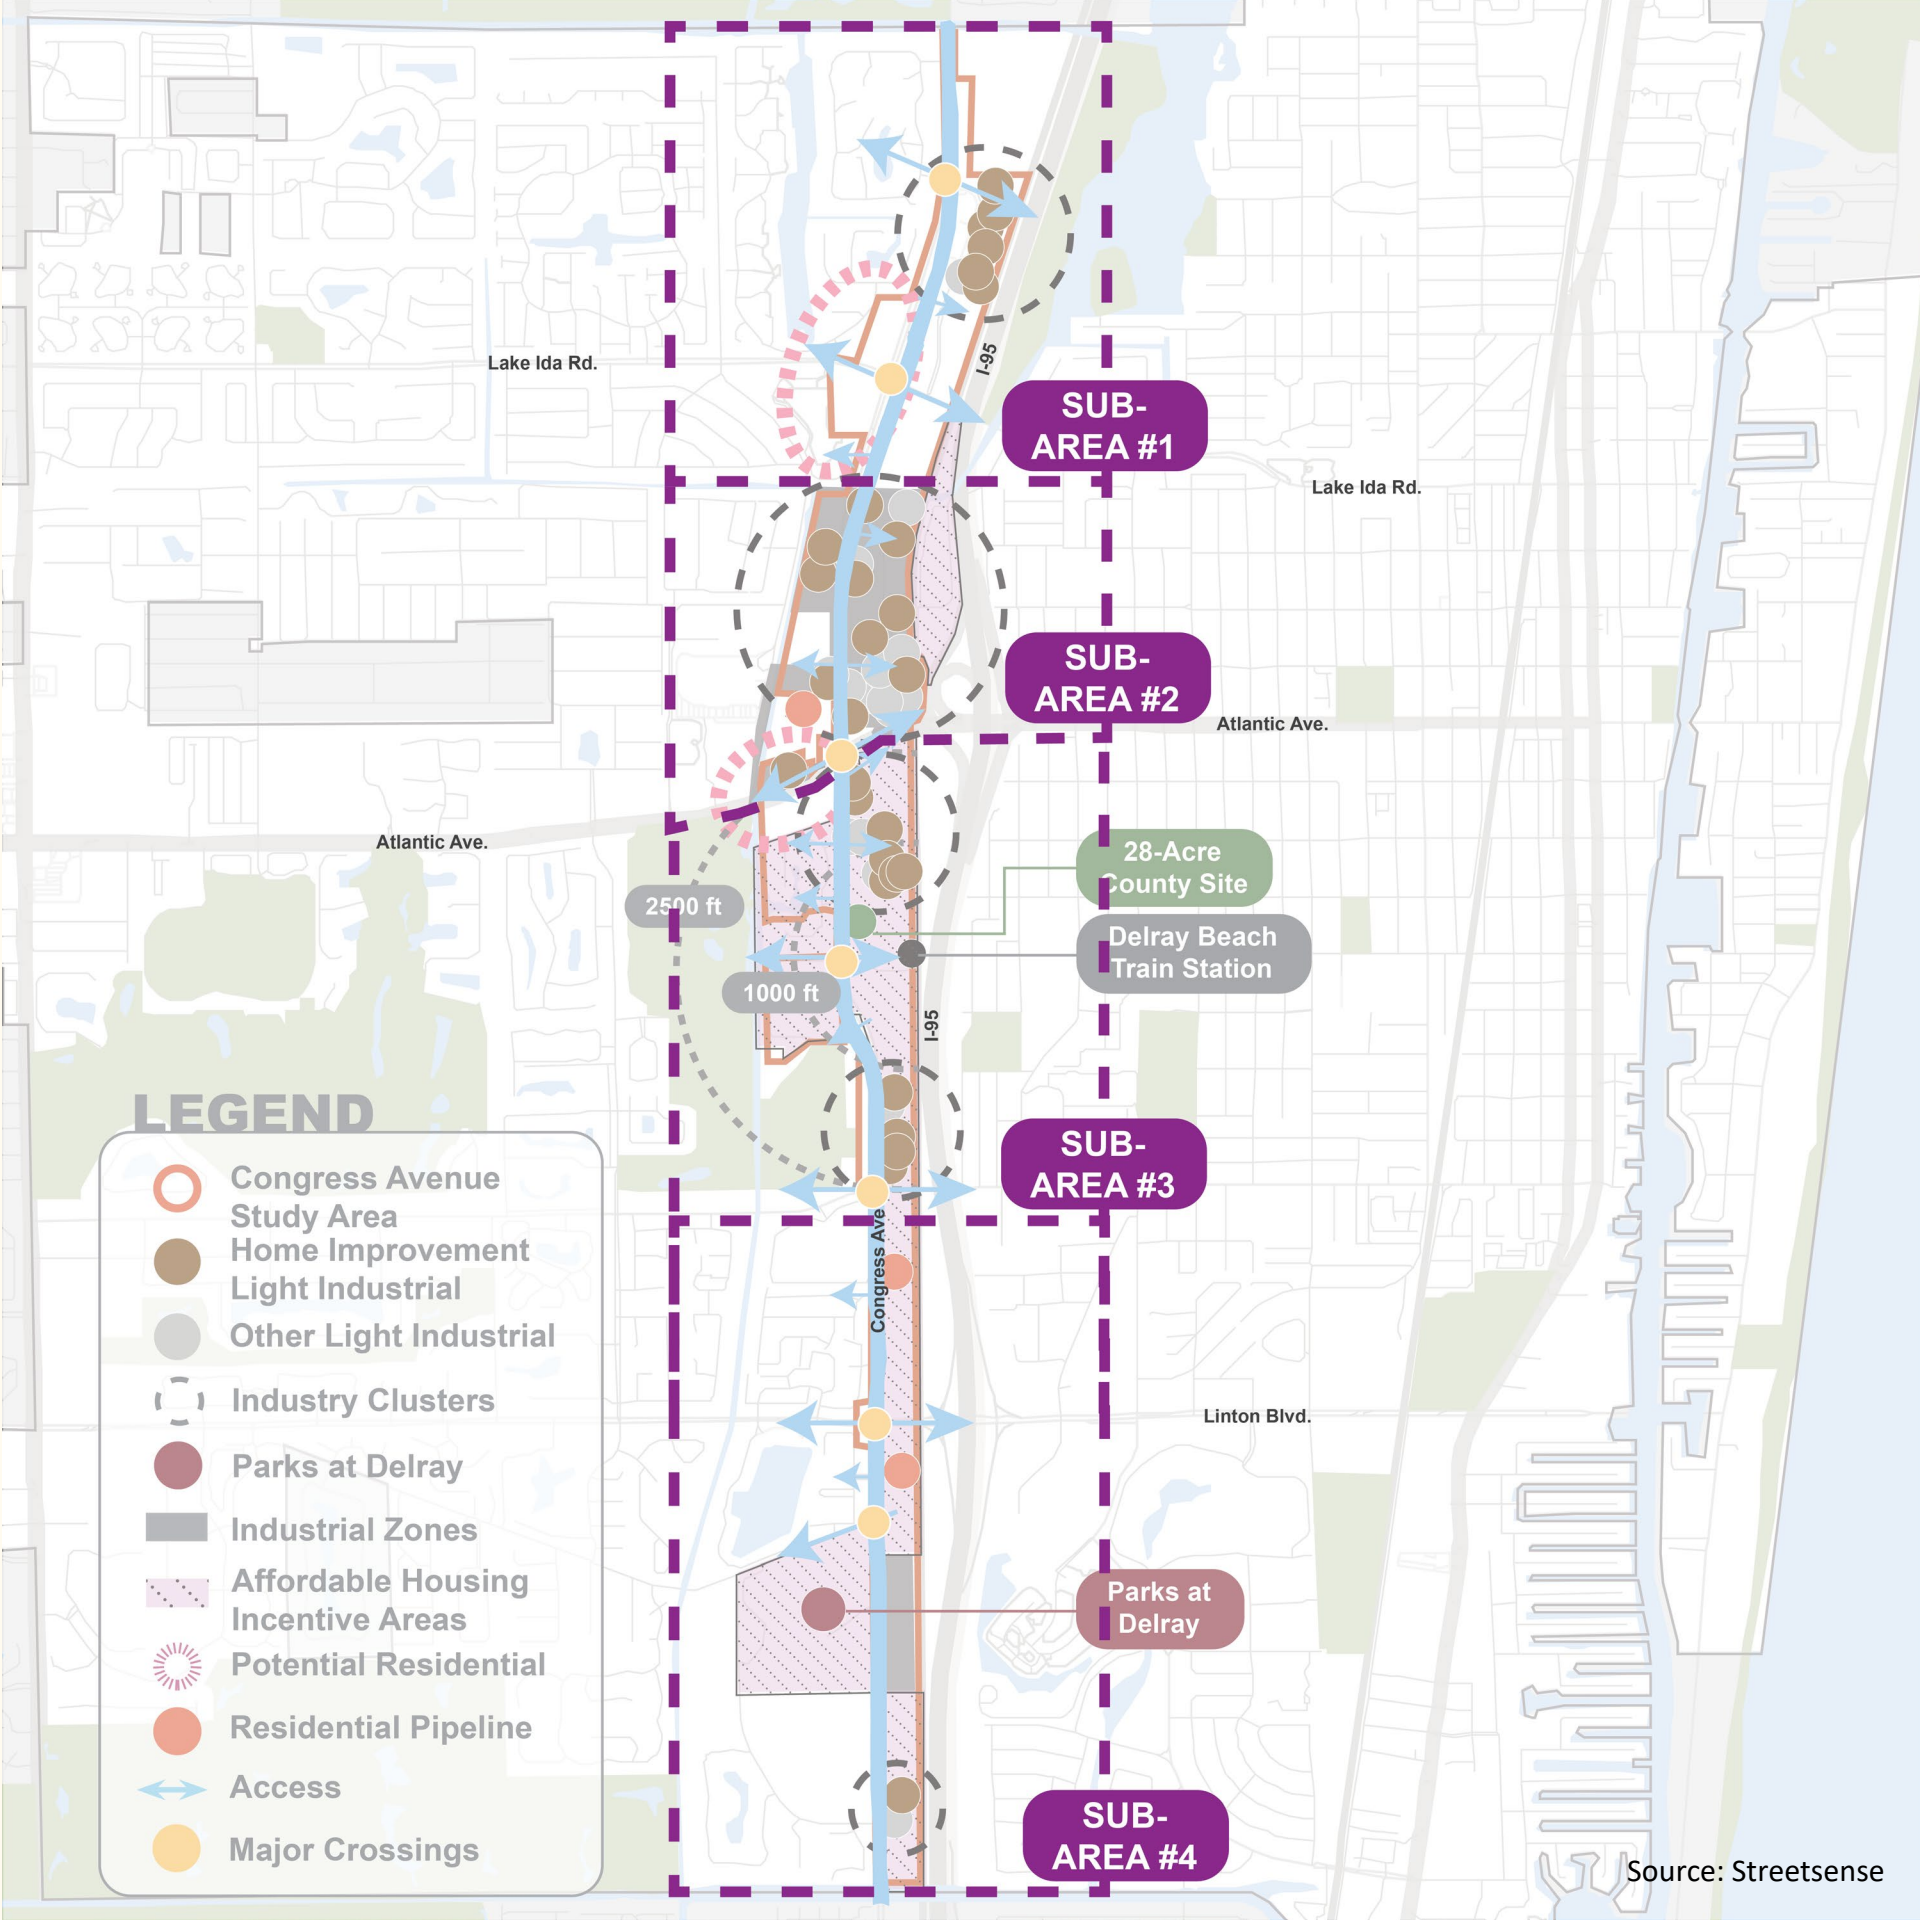 Lake Ida Rd.
I-95
SUB-
AREA #1
Lake Ida Rd.
SUB-
AREA #2
Atlantic Ave.
Atlantic Ave.
28-Acre
County Site
2500 ft
Delray Beach
Train Station
1000 ft
I-95
SUB-
AREA #3
Congress Ave
Linton Blvd.
Parks at
Delray
SUB-
AREA #4
LEGEND
Congress Avenue
Study Area
Home Improvement
Light Industrial
Other Light Industrial
Industry Clusters
Parks at Delray
Industrial Zones
Affordable Housing
Incentive Areas
Potential Residential
Residential Pipeline
Access
Major Crossings
Source: Streetsense